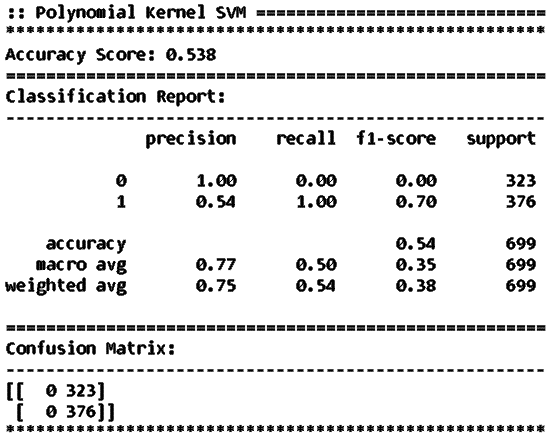 :: Polynomial Kernel SVM ====================================
******************************************************
Accuracy Score: 0.538
======================================================
Classification Report:
------------------------------------------------------
precision recall f1-score support
0 1.00 0.00 0.00 323
1 0.54 1.00 0.70 376
accuracy 0.54 699
macro avg 0.77 0.50 0.35 699
weighted avg 0.75 0.54 0.38 699
======================================================
Confusion Matrix:
------------------------------------------------------
[[ 0 323]
[ 0 376]]
******************************************************